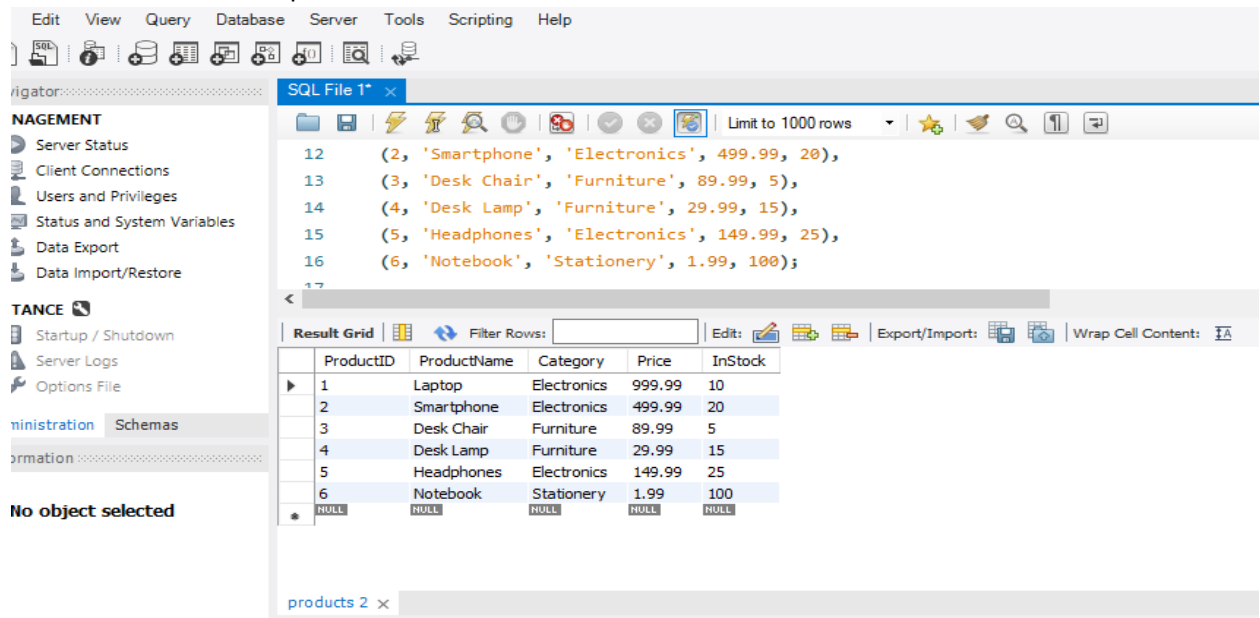 Edit View Query Database Server Tools Scripting Help
SQL
vigator
SQL File 1*
NAGEMENT
Server Status
Client Connections
Users and Privileges
Status and System Variables
Data Export
Data Import/Restore
TANCE
Startup / Shutdown
Server Logs
Options File
ministration Schemas
ormation
No object selected
Limit to 1000 rows
12 (2, 'Smartphone', 'Electronics', 499.99, 20),
13 (3, 'Desk Chair', 'Furniture', 89.99, 5),
14 (4, 'Desk Lamp', 'Furniture', 29.99, 15),
15 (5, 'Headphones', 'Electronics', 149.99, 25),
16 (6, 'Notebook', 'Stationery', 1.99, 100);
17
Result Grid Filter Rows: Edit: Export/Import: Wrap Cell Content:
ProductID ProductName Category Price InStock
1 Laptop Electronics 999.99 10
2 Smartphone Electronics 499.99 20
3 Desk Chair Furniture 89.99 5
4 Desk Lamp Furniture 29.99 15
5 Headphones Electronics 149.99 25
6 Notebook Stationery 1.99 100
NULL NULL NULL NULL NULL
products 2